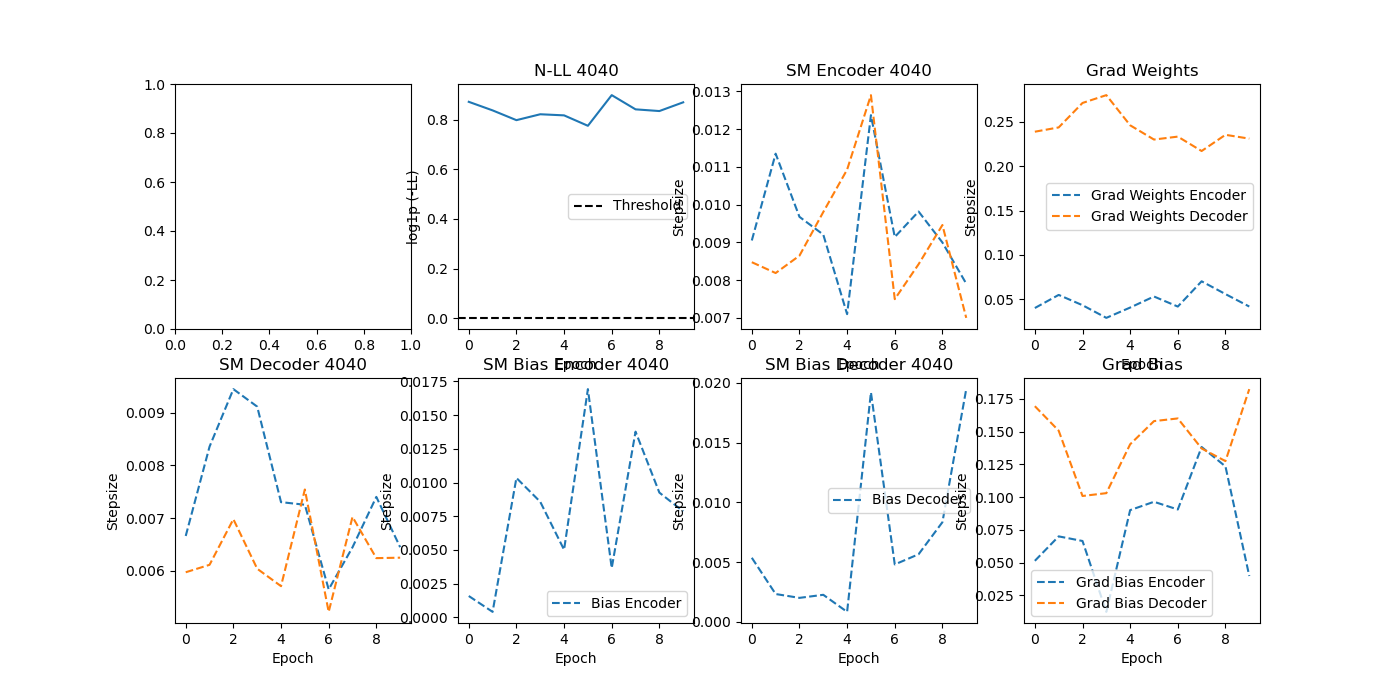 N-LL 4040
SM Encoder 4040
Grad Weights
1.0
0.8
0.6
0.4
0.2
0.0
0.0 0.2 0.4 0.6 0.8 1.0
log1p (-LL)
0.8
0.6
0.4
0.2
0.0
Threshold
0 2 4 6 8
Epoch
Stepsize
0.013
0.012
0.011
0.010
0.009
0.008
0.007
0 2 4 6 8
Epoch
Stepsize
0.25
0.20
0.15
0.10
0.05
Grad Weights Encoder
Grad Weights Decoder
0 2 4 6 8
Epoch
SM Decoder 4040
SM Bias Encoder 4040
SM Bias Decoder 4040
Grad Bias
Stepsize
0.009
0.008
0.007
0.006
0 2 4 6 8
Epoch
Stepsize
0.0175
0.0150
0.0125
0.0100
0.0075
0.0050
0.0025
0.0000
Bias Encoder
0 2 4 6 8
Epoch
Stepsize
0.020
0.015
0.010
0.005
0.000
Bias Decoder
0 2 4 6 8
Epoch
Stepsize
0.175
0.150
0.125
0.100
0.075
0.050
0.025
Grad Bias Encoder
Grad Bias Decoder
0 2 4 6 8
Epoch